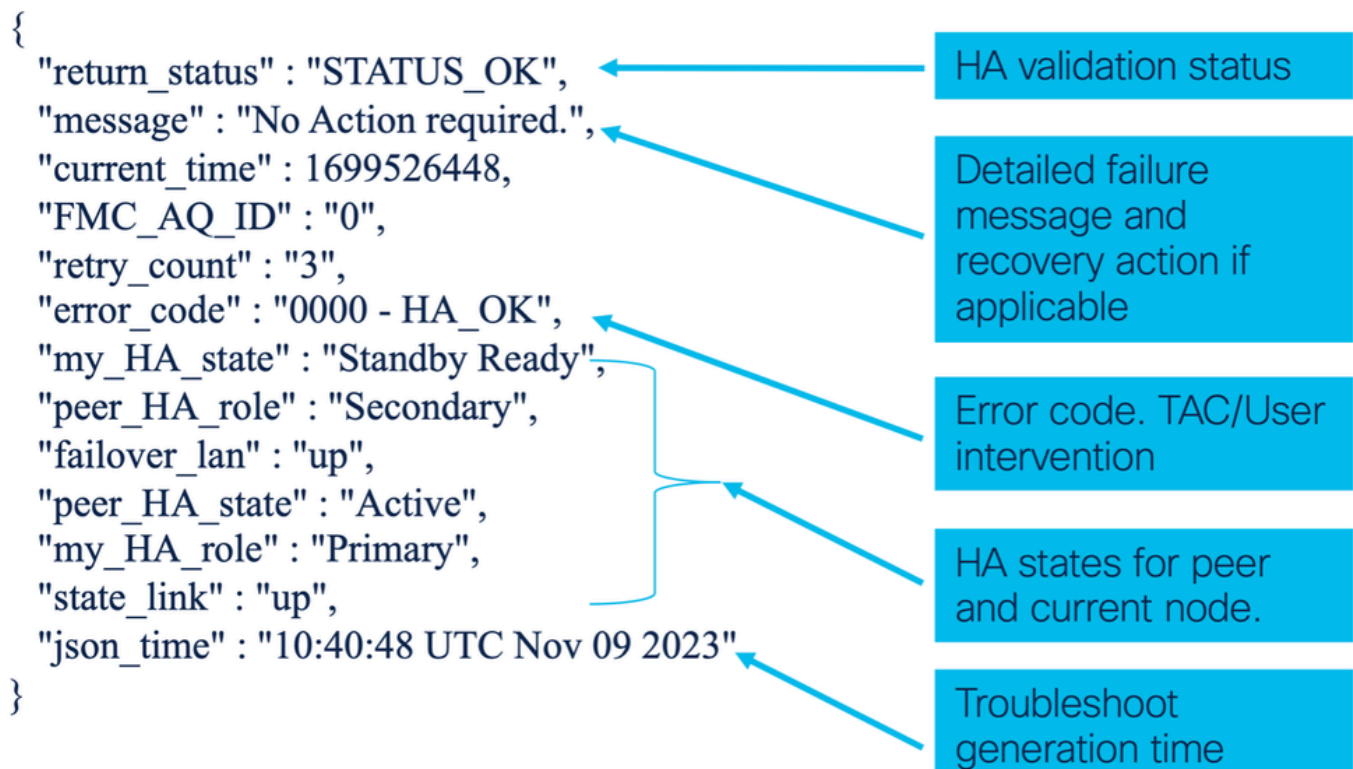 {
"return_status" : "STATUS_OK",
"message" : "No Action required.",
"current_time" : 1699526448,
"FMC_AQ_ID" : "0",
"retry_count" : "3",
"error_code" : "0000 - HA_OK",
"my_HA_state" : "Standby Ready",
"peer_HA_role" : "Secondary",
"failover_lan" : "up",
"peer_HA_state" : "Active",
"my_HA_role" : "Primary",
"state_link" : "up",
"json_time" : "10:40:48 UTC Nov 09 2023"
}
HA validation status
Detailed failure
message and
recovery action if
applicable
Error code. TAC/User
intervention
HA states for peer
and current node.
Troubleshoot
generation time